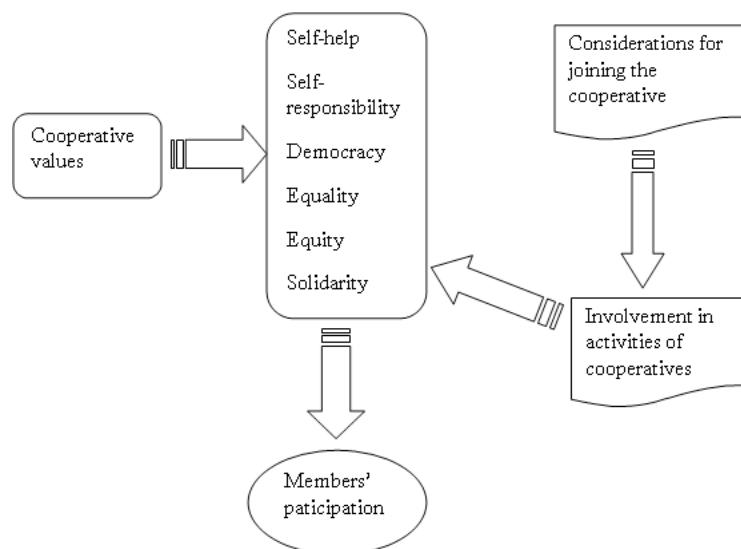 Cooperative
values
Self-help
Self-
responsibility
Democracy
Equality
Equity
Solidarity
Considerations for
joining the
cooperative
Involvement in
activities of
cooperatives
Members’
paticipation